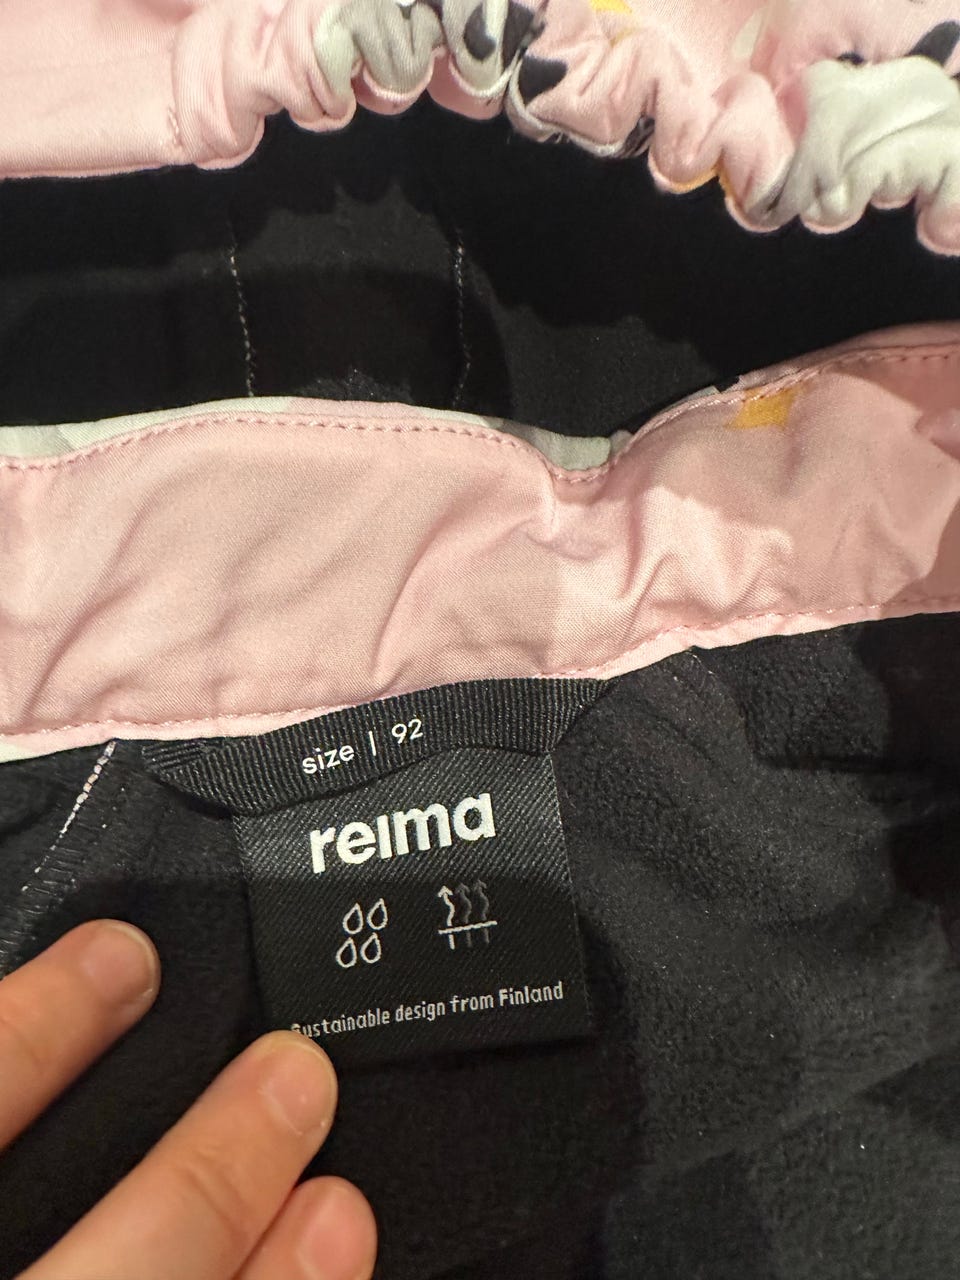 size | 92
reima
Sustainable design from Finland